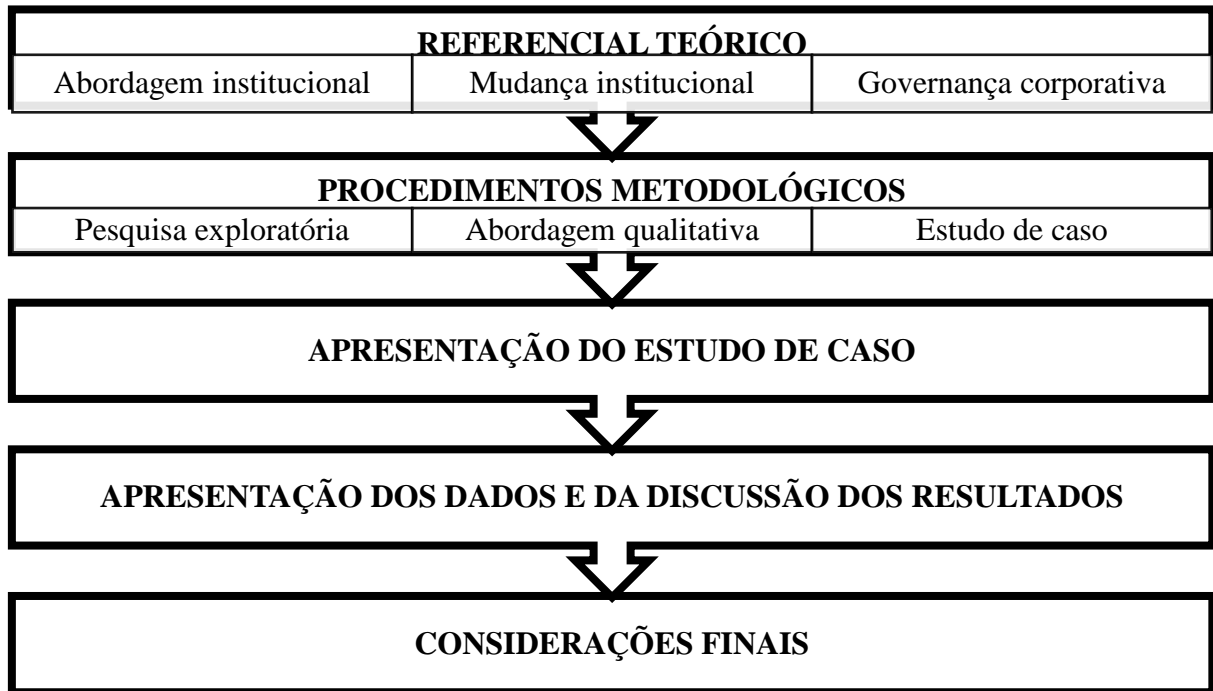 REFERENCIAL TEÓRICO
Abordagem institucional Mudança institucional Governança corporativa
PROCEDIMENTOS METODOLÓGICOS
Pesquisa exploratória Abordagem qualitativa Estudo de caso
APRESENTAÇÃO DO ESTUDO DE CASO
APRESENTAÇÃO DOS DADOS E DA DISCUSSÃO DOS RESULTADOS
CONSIDERAÇÕES FINAIS